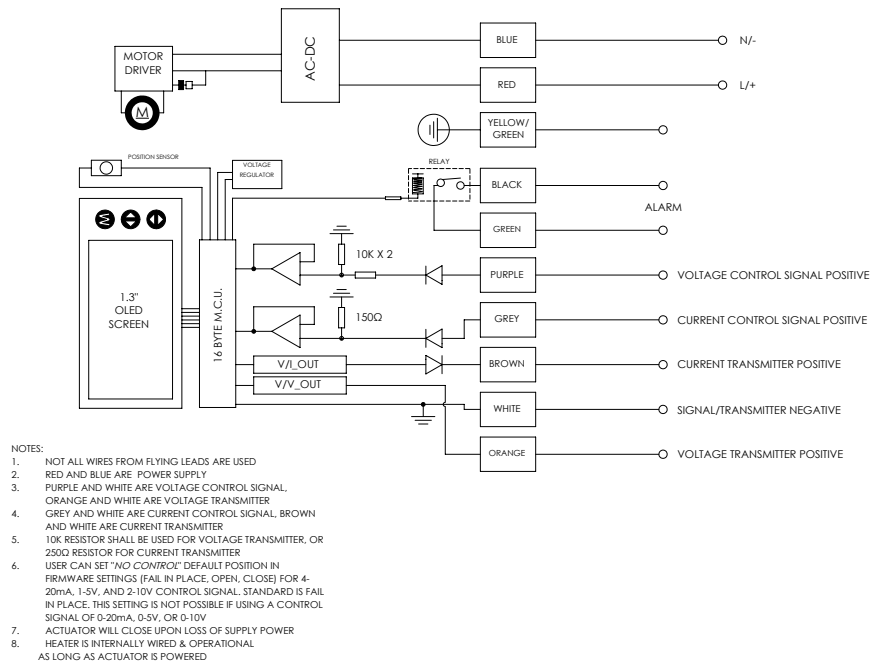 BLUE
N/-
MOTOR
DRIVER
AC-DC
RED
L/+
M
YELLOW/
GREEN
POSITION SENSOR
VOLTAGE
REGULATOR
RELAY
BLACK
ALARM
GREEN
10K X 2
PURPLE
VOLTAGE CONTROL SIGNAL POSITIVE
1.3"
OLED
SCREEN
16 BYTE M.C.U.
150Ω
GREY
CURRENT CONTROL SIGNAL POSITIVE
V/I_OUT
BROWN
CURRENT TRANSMITTER POSITIVE
V/V_OUT
WHITE
SIGNAL/TRANSMITTER NEGATIVE
ORANGE
VOLTAGE TRANSMITTER POSITIVE
NOTES:
1. NOT ALL WIRES FROM FLYING LEADS ARE USED
2. RED AND BLUE ARE POWER SUPPLY
3. PURPLE AND WHITE ARE VOLTAGE CONTROL SIGNAL,
ORANGE AND WHITE ARE VOLTAGE TRANSMITTER
4. GREY AND WHITE ARE CURRENT CONTROL SIGNAL, BROWN
AND WHITE ARE CURRENT TRANSMITTER
5. 10K RESISTOR SHALL BE USED FOR VOLTAGE TRANSMITTER, OR
250Ω RESISTOR FOR CURRENT TRANSMITTER
6. USER CAN SET "NO CONTROL" DEFAULT POSITION IN
FIRMWARE SETTINGS (FAIL IN PLACE, OPEN, CLOSE) FOR 4-
20mA, 1-5V, AND 2-10V CONTROL SIGNAL. STANDARD IS FAIL
IN PLACE. THIS SETTING IS NOT POSSIBLE IF USING A CONTROL
SIGNAL OF 0-20mA, 0-5V, OR 0-10V
7. ACTUATOR WILL CLOSE UPON LOSS OF SUPPLY POWER
8. HEATER IS INTERNALLY WIRED & OPERATIONAL
AS LONG AS ACTUATOR IS POWERED